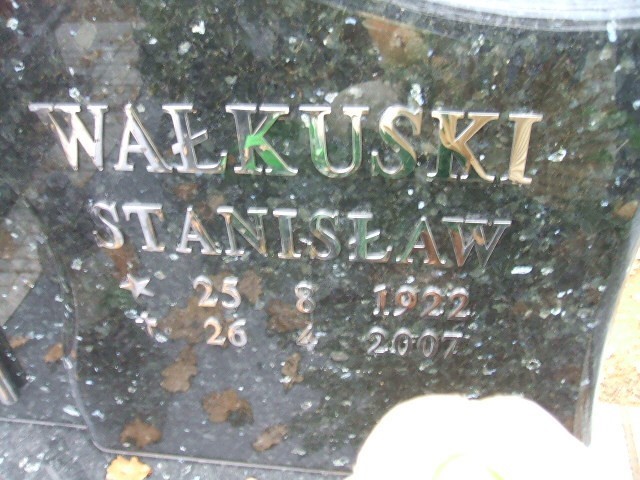 WAŁKUSKI
STANISŁAW
★ 25 8 1922
✝ 26 4 2007